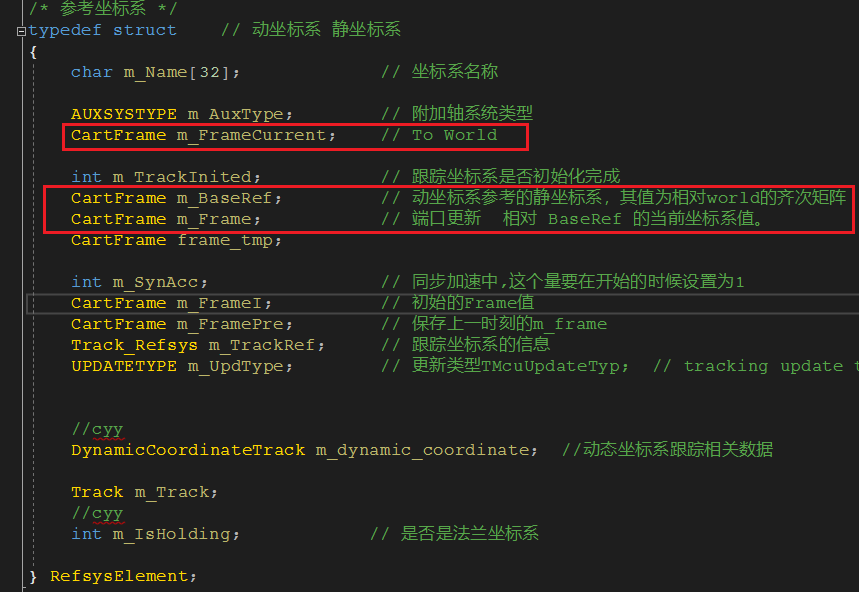 /* 参考坐标系 */
typedef struct // 动坐标系 静坐标系
{
char m_Name[32]; // 坐标系名称
AUXSYSTYPE m_AuxType; // 附加轴系统类型
CartFrame m_FrameCurrent; // To World
int m_TrackInited; // 跟踪坐标系是否初始化完成
CartFrame m_BaseRef; // 动坐标系参考的静坐标系，其值为相对world的齐次矩阵
CartFrame m_Frame; // 端口更新 相对 BaseRef 的当前坐标系值。
CartFrame frame_tmp;
int m_SynAcc; // 同步加速中,这个量要在开始的时候设置为1
CartFrame m_FrameI; // 初始的Frame值
CartFrame m_FramePre; // 保存上一时刻的m_frame
Track_Refsys m_TrackRef; // 跟踪坐标系的信息
UPDATETYPE m_UpdType; // 更新类型TMcuUpdateTyp; // tracking update
//cyy
DynamicCoordinateTrack m_dynamic_coordinate; //动态坐标系跟踪相关数据
Track m_Track;
//cyy
int m_IsHolding; // 是否是法兰坐标系
} RefsysElement;